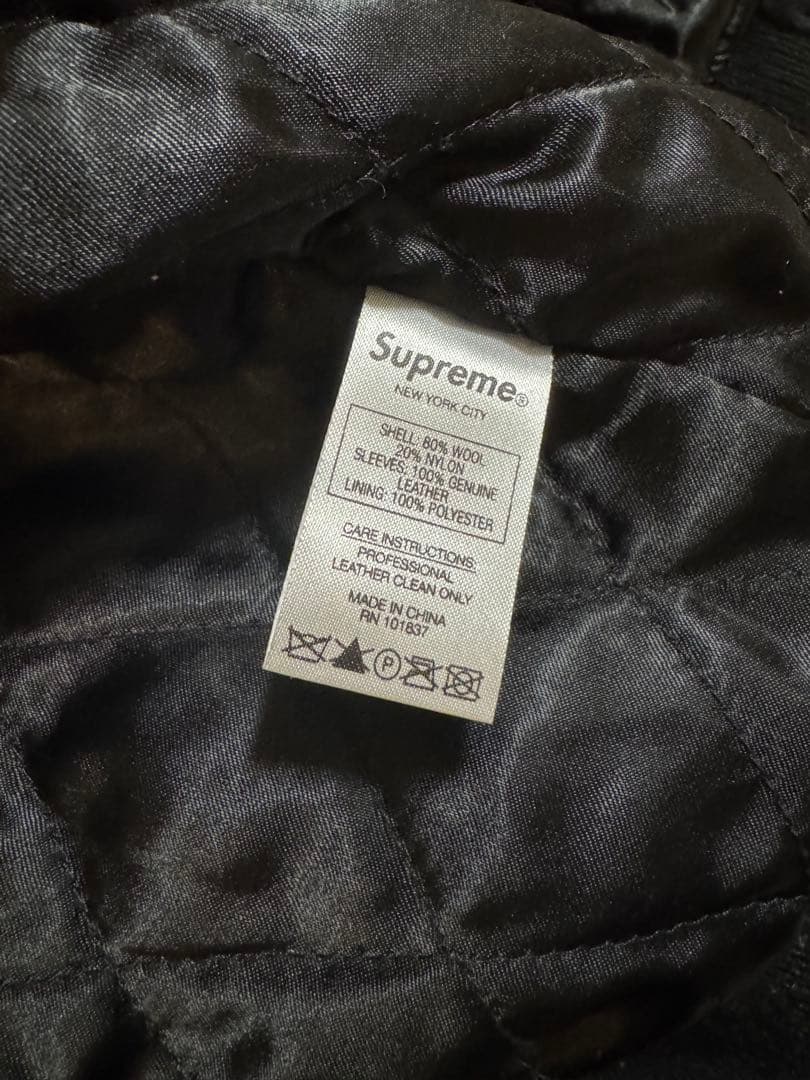 Supreme®
NEW YORK CITY
SHELL: 80% WOOL
20% NYLON
SLEEVES: 100% GENUINE
LEATHER
LINING: 100% POLYESTER
CARE INSTRUCTIONS:
PROFESSIONAL
LEATHER CLEAN ONLY
MADE IN CHINA
RN 101837
P